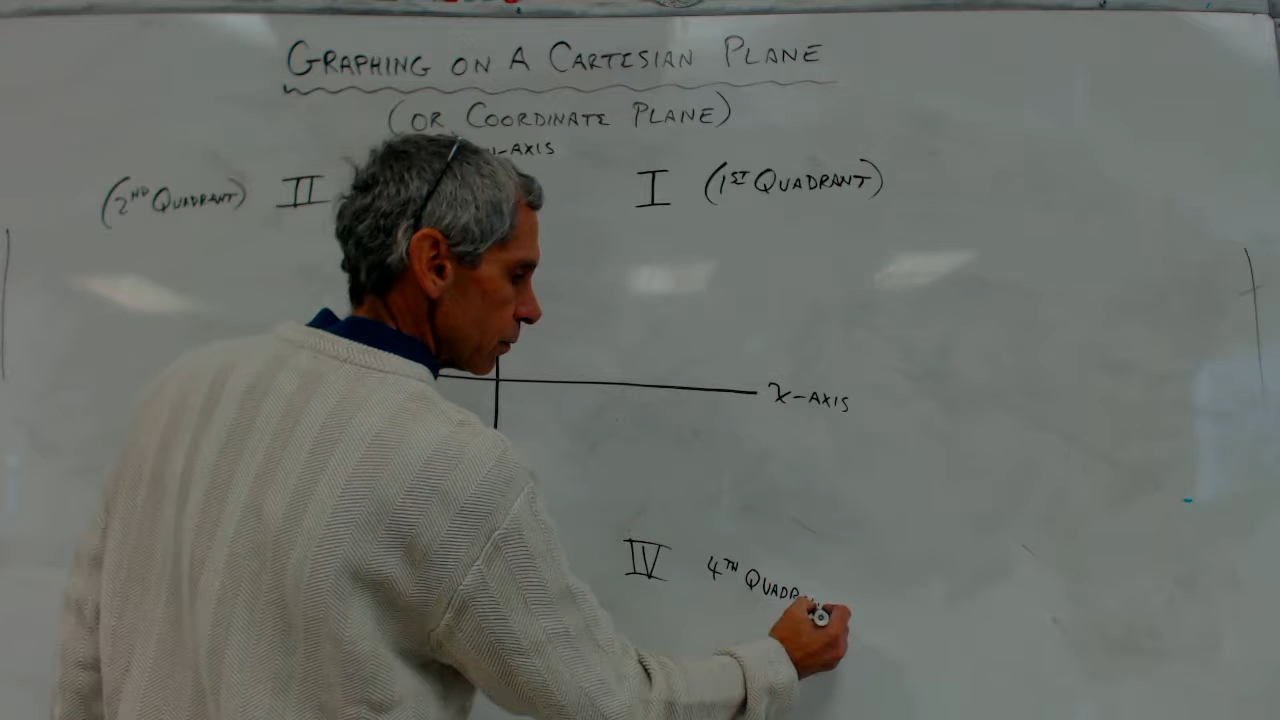 GRAPHING ON A CARTESIAN PLANE
(OR COORDINATE PLANE)
-AXIS
(2ND QUADRANT) II
I (1ST QUADRANT)
X-AXIS
IV 4TH QUADR